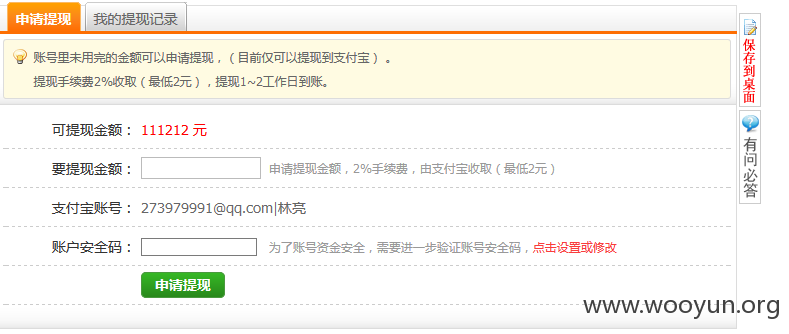 申请提现 我的提现记录
账号里未用完的金额可以申请提现，（目前仅可以提现到支付宝）。
提现手续费2%收取（最低2元），提现1~2工作日到账。
可提现金额： 111212 元
要提现金额： 申请提现金额，2%手续费，由支付宝收取（最低2元）
支付宝账号： 273979991@qq.com|林亮
账户安全码： 为了账号资金安全，需要进一步验证账号安全码，点击设置或修改
申请提现
保存到桌面
有问必答
www.wooyun.org